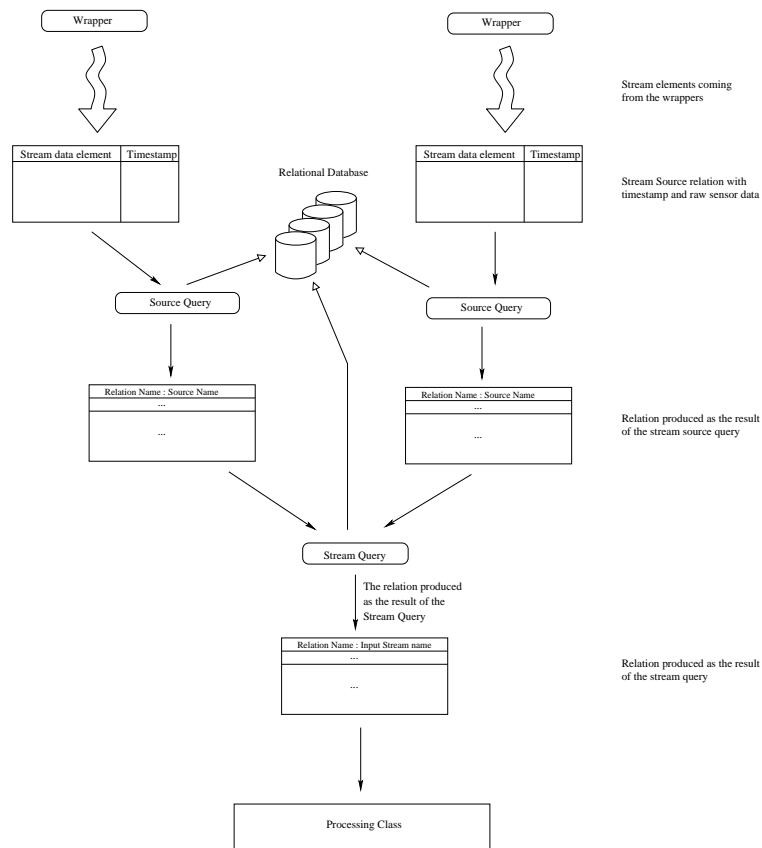 Wrapper
Wrapper
Stream elements coming
from the wrappers
Stream data element Timestamp
Stream data element Timestamp
Relational Database
Stream Source relation with
timestamp and raw sensor data
Source Query
Source Query
Relation Name : Source Name
...
...
Relation Name : Source Name
...
...
Relation produced as the result
of the stream source query
Stream Query
The relation produced
as the result of the
Stream Query
Relation Name : Input Stream name
...
...
Relation produced as the result
of the stream query
Processing Class